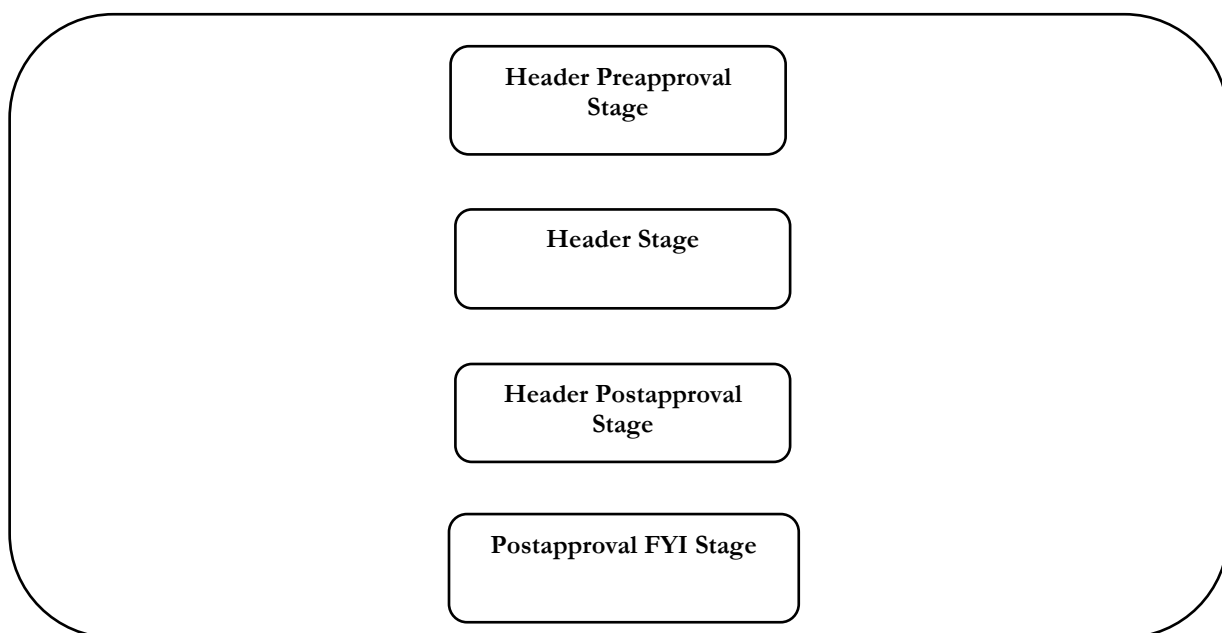 Header Preapproval
Stage
Header Stage
Header Postapproval
Stage
Postapproval FYI Stage